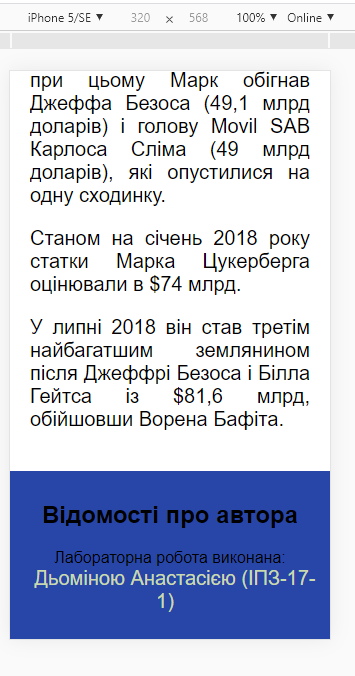 iPhone 5/SE ▼ 320 × 568 100% ▼ Online ▼
при цьому Марк обігнав
Джеффа Безоса (49,1 млрд
доларів) і голову Movil SAB
Карлоса Сліма (49 млрд
доларів), які опустилися на
одну сходинку.
Станом на січень 2018 року
статки Марка Цукерберга
оцінювали в $74 млрд.
У липні 2018 він став третім
найбагатшим землянином
після Джеффрі Безоса і Білла
Гейтса із $81,6 млрд,
обійшовши Ворена Бафіта.
Відомості про автора
Лабораторна робота виконана:
Дьоміною Анастасією (ІПЗ-17-
1)